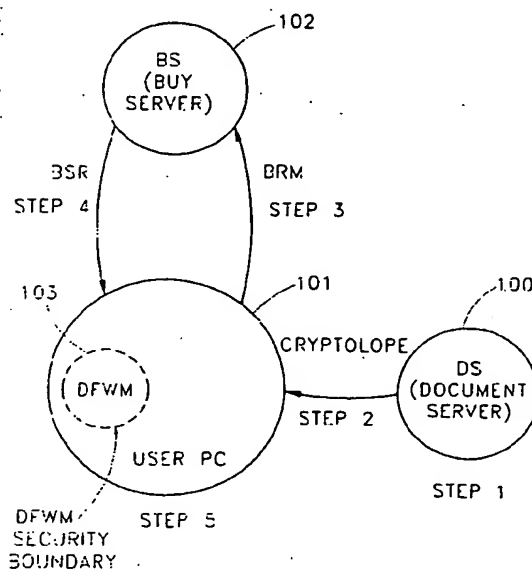 102
BS
(BUY
SERVER)
BSR
STEP 4
BRM
STEP 3
103
101
100
CRYPTOLOPE
DS
(DOCUMENT
SERVER)
DFWM
STEP 2
USER PC
STEP 1
STEP 5
DFWM
SECURITY
BOUNDARY